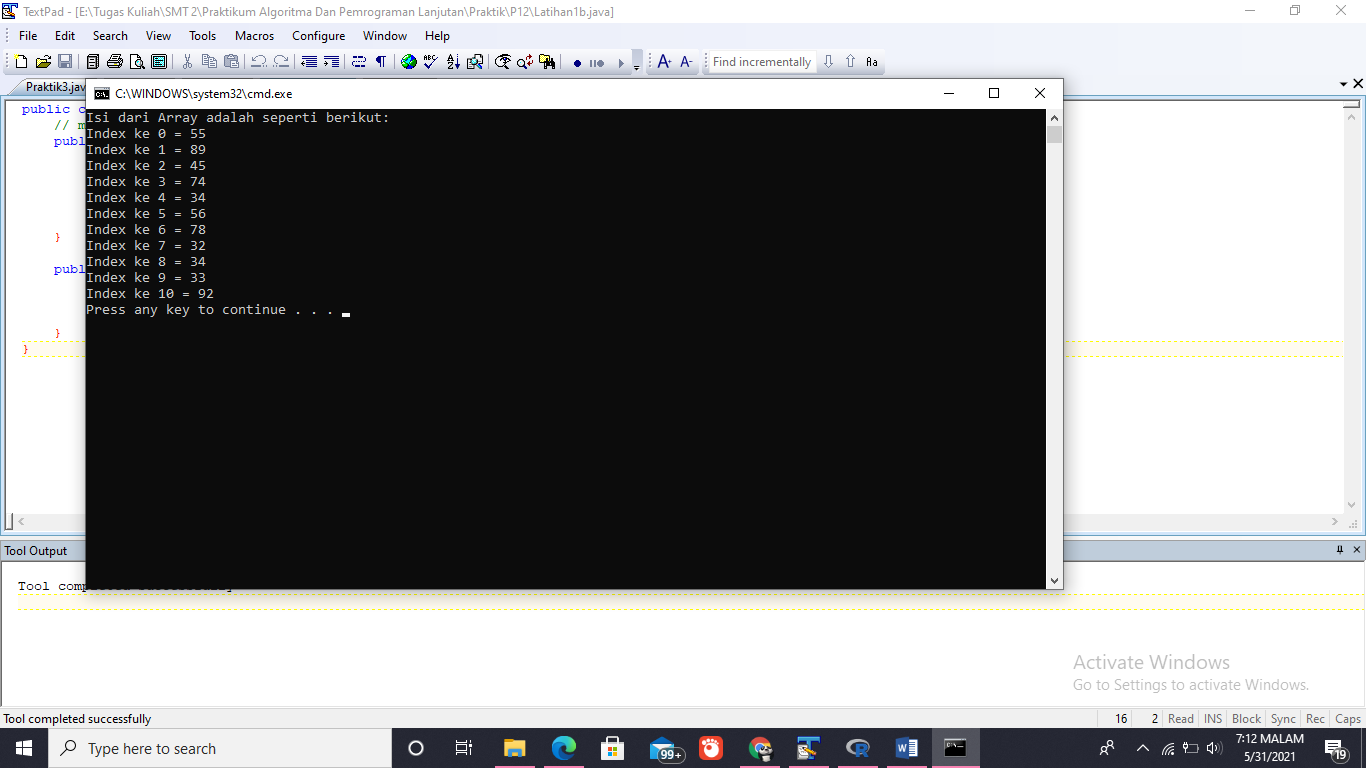 TextPad - [E:\Tugas Kuliah\SMT 2\Praktikum Algoritma Dan Pemrograman Lanjutan\Praktik\P12\Latihan1b.java]
File Edit Search View Tools Macros Configure Window Help
Find incrementally
Praktik3.jav
C:\WINDOWS\system32\cmd.exe
public c
// m
publ
}
publ
}
}
Isi dari Array adalah seperti berikut:
Index ke 0 = 55
Index ke 1 = 89
Index ke 2 = 45
Index ke 3 = 74
Index ke 4 = 34
Index ke 5 = 56
Index ke 6 = 78
Index ke 7 = 32
Index ke 8 = 34
Index ke 9 = 33
Index ke 10 = 92
Press any key to continue . . .
Tool Output
Tool completed successfully
Activate Windows
Go to Settings to activate Windows.
Tool completed successfully
16 2 Read INS Block Sync Rec Caps
Type here to search
99+
7:12 MALAM
5/31/2021
19